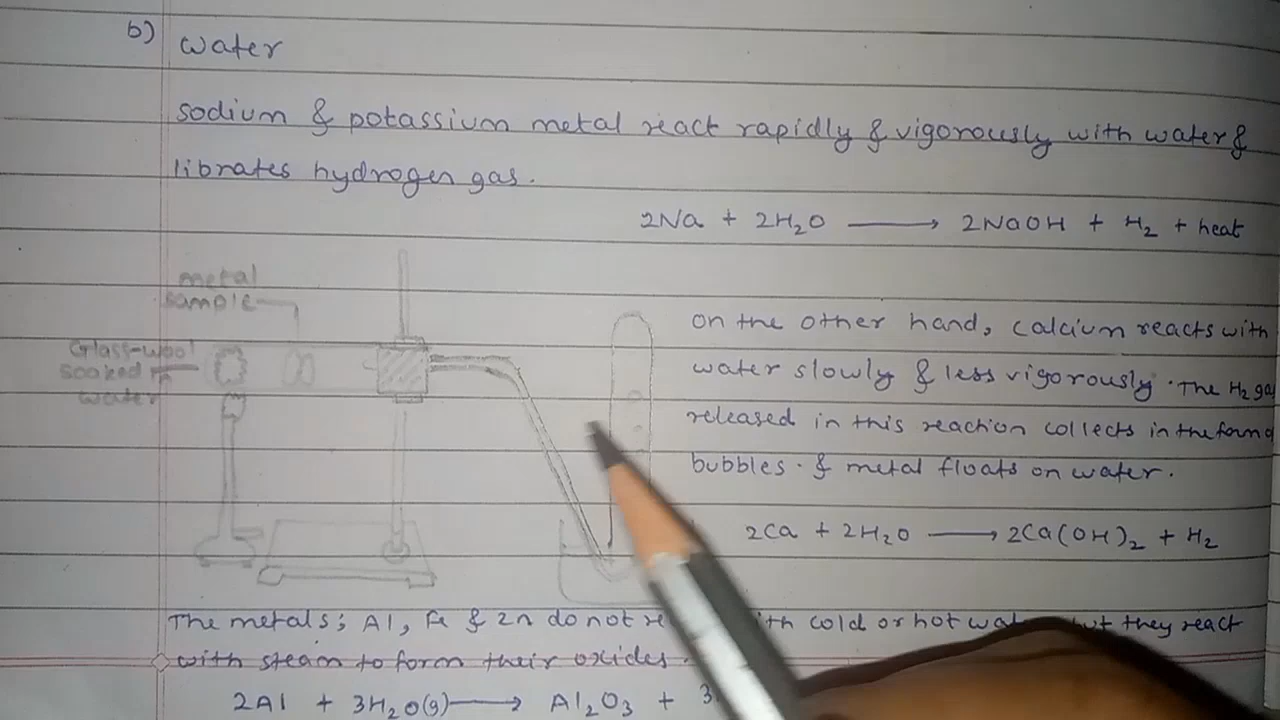 b) water
sodium & potassium metal react rapidly & vigorously with water &
librates hydrogen gas.
2Na + 2H₂O → 2NaOH + H₂ + heat
metal
sample
Glass-wool
soaked in
water
on the other hand, calcium reacts with
water slowly & less vigorously. The H₂ gas
released in this reaction collects in the form of
bubbles. & metal floats on water.
2Ca + 2H₂O → 2Ca(OH)₂ + H₂
The metals; Al, Fe & Zn do not with cold or hot but they react
with steam to form their oxides.
2Al + 3H₂O(g) → Al₂O₃ + 3